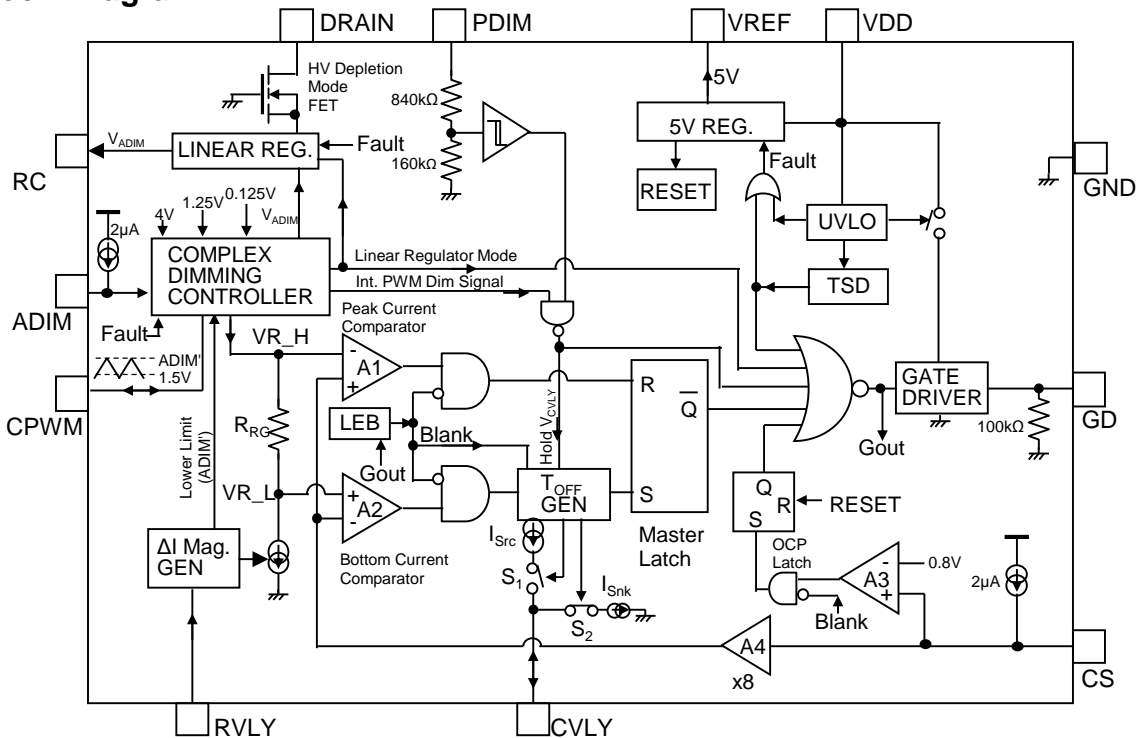 DRAIN
PDIM
VREF
VDD
HV Depletion
Mode
FET
840kΩ
160kΩ
5V
5V REG.
Fault
RESET
UVLO
TSD
GND
RC
V_ADIM
LINEAR REG.
Fault
4V
1.25V
0.125V
V_ADIM
2µA
COMPLEX
DIMMING
CONTROLLER
Linear Regulator Mode
Int. PWM Dim Signal
ADIM
Fault
Peak Current
Comparator
VR_H
ADIM'
1.5V
CPWM
- A1 +
LEB
Gout
Blank
Hold V_CVLY
R
Q
S
Master
Latch
GATE
DRIVER
100kΩ
GD
Gout
R_RG
Lower Limit
(ADIM')
VR_L
+ A2 -
T_OFF
GEN
Bottom Current
Comparator
ΔI Mag.
GEN
I_Src
S_1
I_Snk
S_2
Q
R
S
RESET
OCP
Latch
- A3 +
0.8V
2µA
Blank
A4
x8
CS
RVLY
CVLY